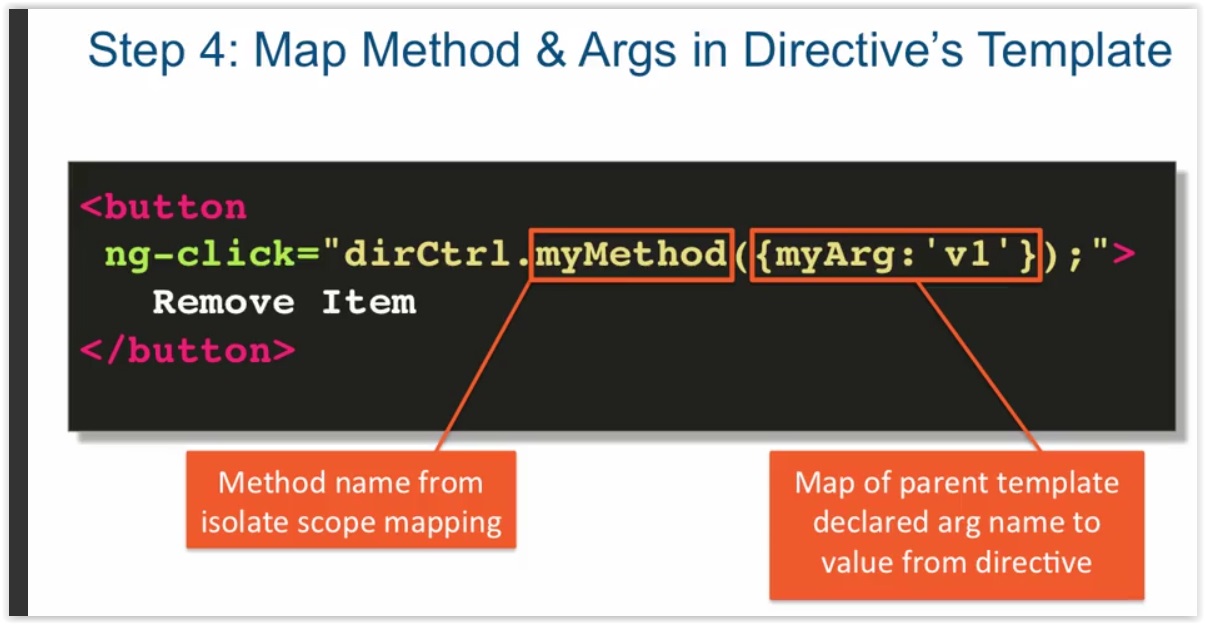 Step 4: Map Method & Args in Directive’s Template
<button
ng-click="dirCtrl.myMethod({myArg:'v1'});">
Remove Item
</button>
Method name from
isolate scope mapping
Map of parent template
declared arg name to
value from directive